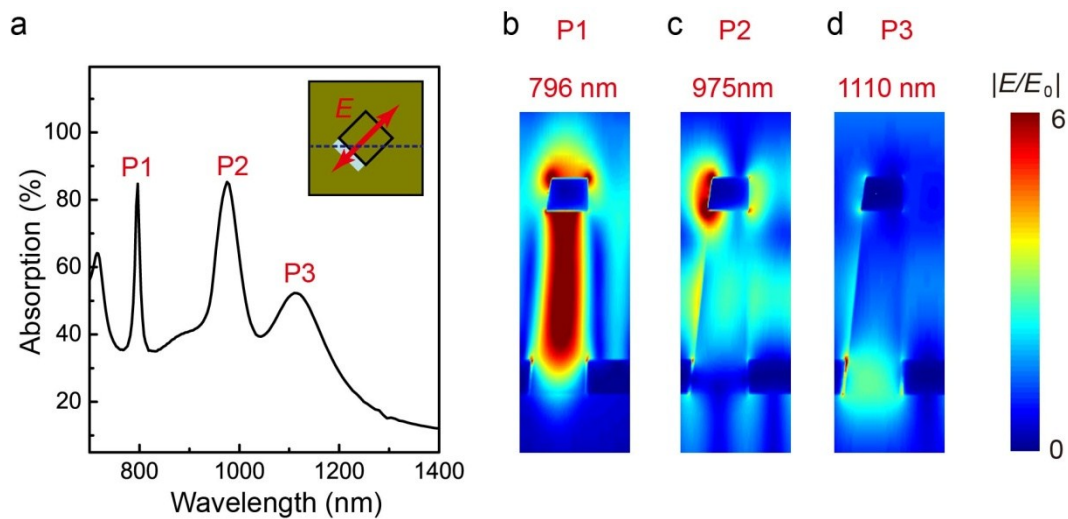 a
b
P1
c
P2
d
P3
796 nm
975nm
1110 nm
|E/E₀|
6
0
E
P1
P2
P3
100
80
60
40
20
Absorption (%)
800
1000
1200
1400
Wavelength (nm)